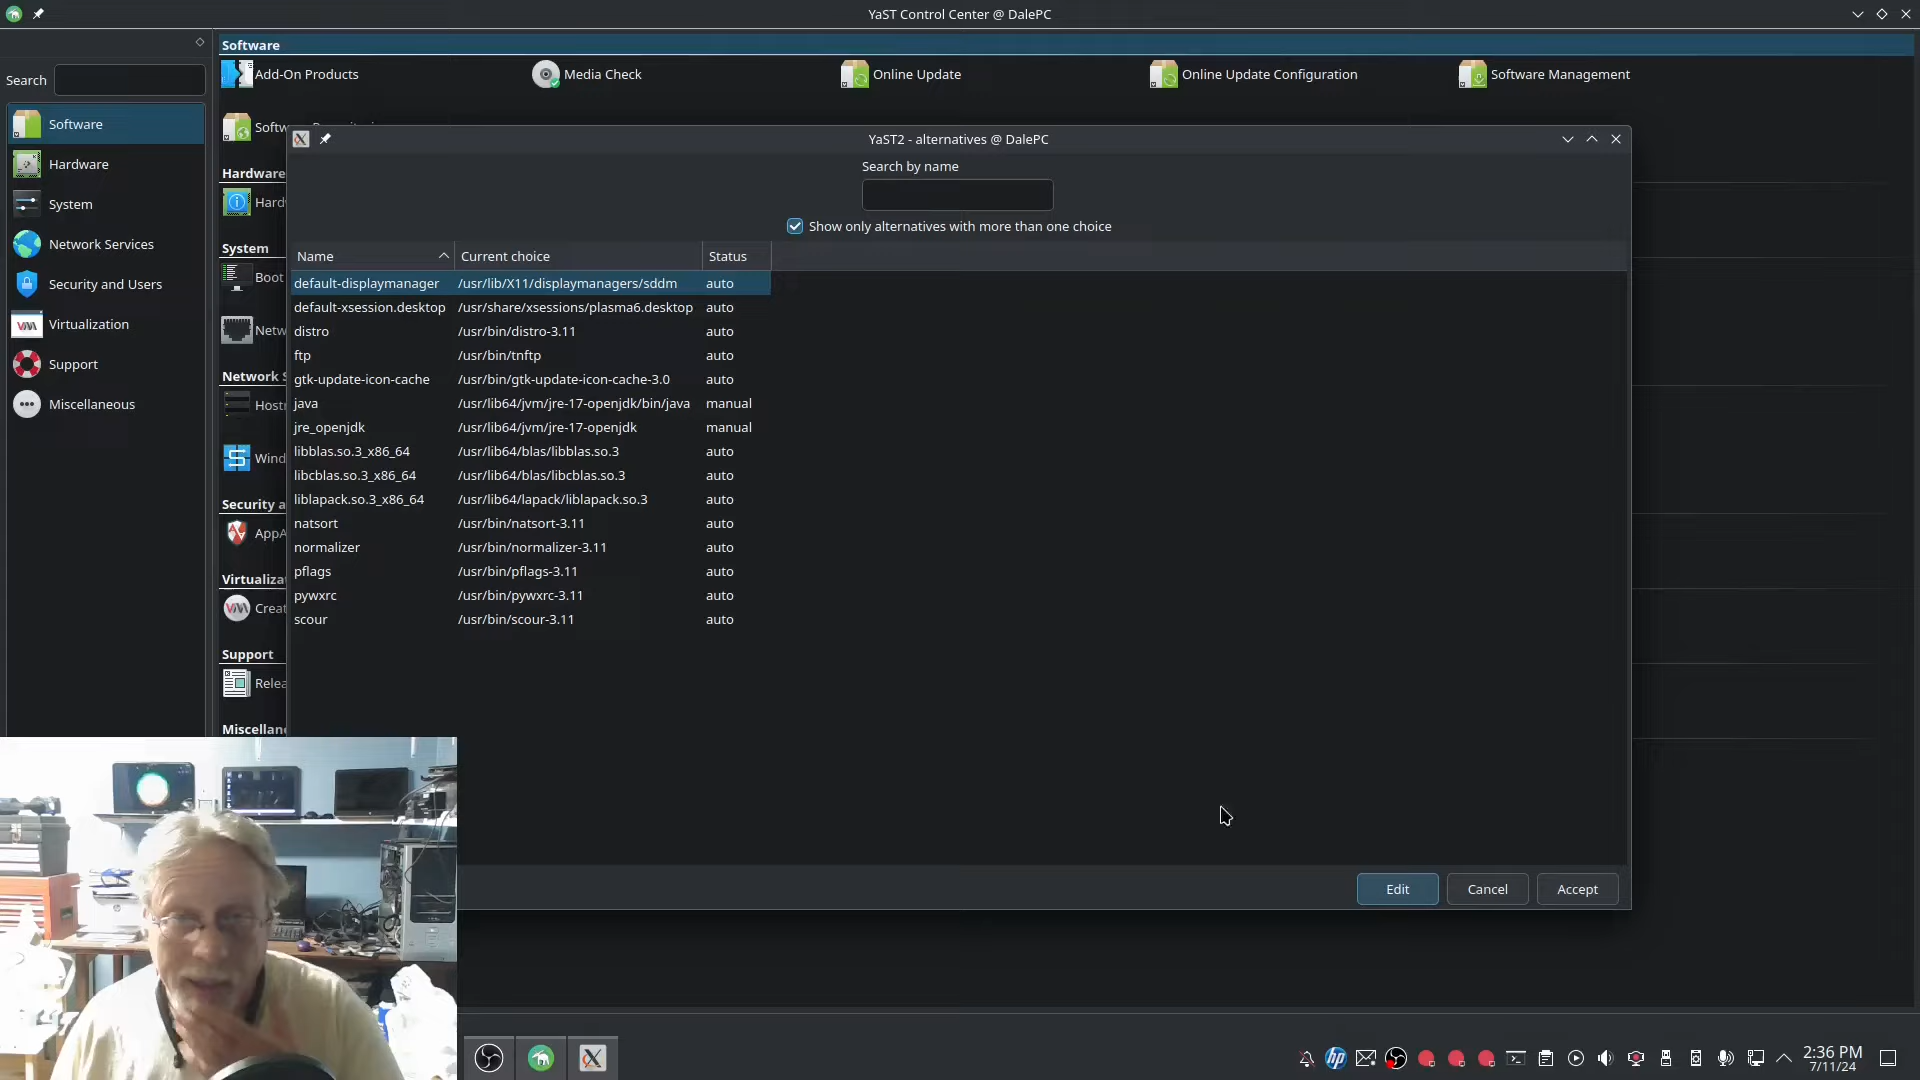 YaST Control Center @ DalePC
Software
Search
Add-On Products
Media Check
Online Update
Online Update Configuration
Software Management
Software
Hardware
System
Network Services
Security and Users
Virtualization
Support
Miscellaneous
Softw
Hardware
Hard
System
Boot
Netw
Network S
Host
Wind
Security a
AppA
Virtualiza
Creat
Support
Relea
Miscellan
YaST2 - alternatives @ DalePC
Search by name
Show only alternatives with more than one choice
Name Current choice Status
default-displaymanager /usr/lib/X11/displaymanagers/sddm auto
default-xsession.desktop /usr/share/xsessions/plasma6.desktop auto
distro /usr/bin/distro-3.11 auto
ftp /usr/bin/tnftp auto
gtk-update-icon-cache /usr/bin/gtk-update-icon-cache-3.0 auto
java /usr/lib64/jvm/jre-17-openjdk/bin/java manual
jre_openjdk /usr/lib64/jvm/jre-17-openjdk manual
libblas.so.3_x86_64 /usr/lib64/blas/libblas.so.3 auto
libcblas.so.3_x86_64 /usr/lib64/blas/libcblas.so.3 auto
liblapack.so.3_x86_64 /usr/lib64/lapack/liblapack.so.3 auto
natsort /usr/bin/natsort-3.11 auto
normalizer /usr/bin/normalizer-3.11 auto
pflags /usr/bin/pflags-3.11 auto
pywxrc /usr/bin/pywxrc-3.11 auto
scour /usr/bin/scour-3.11 auto
Edit Cancel Accept
hp
2:36 PM
7/11/24